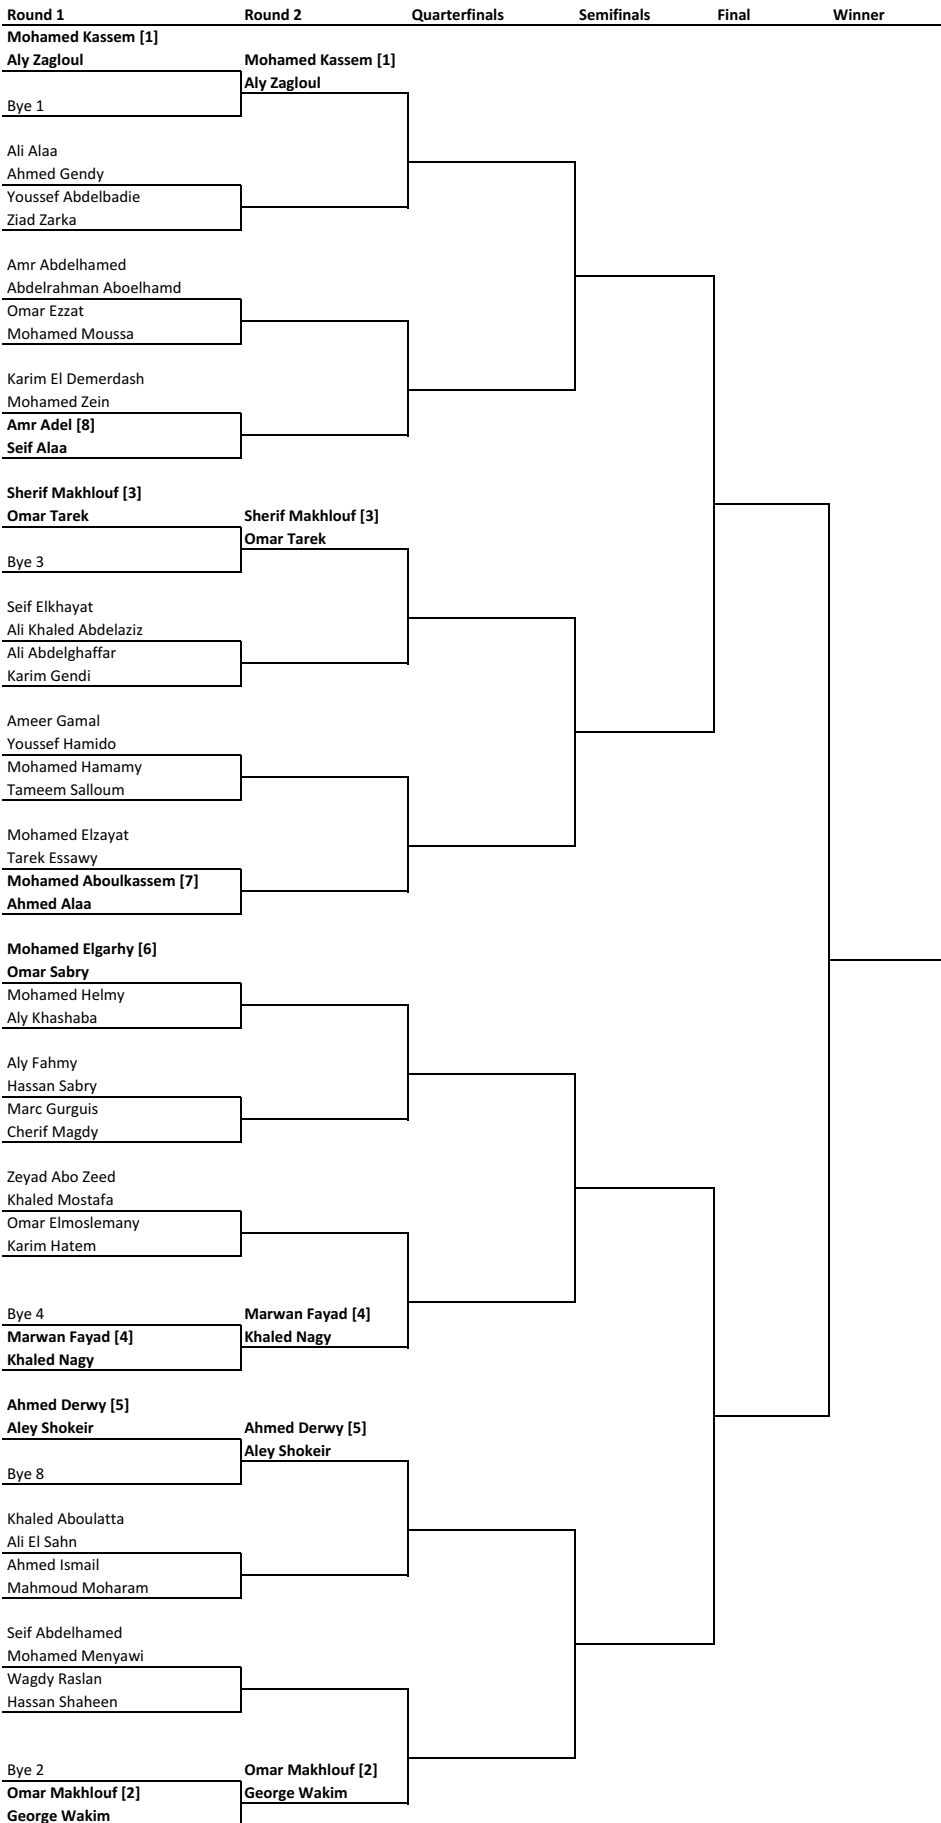 Round 1 Round 2 Quarterfinals Semifinals Final Winner
Mohamed Kassem [1]
Aly Zagloul Mohamed Kassem [1]
Aly Zagloul
Bye 1
Ali Alaa
Ahmed Gendy
Youssef Abdelbadie
Ziad Zarka
Amr Abdelhamed
Abdelrahman Aboelhamd
Omar Ezzat
Mohamed Moussa
Karim El Demerdash
Mohamed Zein
Amr Adel [8]
Seif Alaa
Sherif Makhlouf [3]
Omar Tarek Sherif Makhlouf [3]
Omar Tarek
Bye 3
Seif Elkhayat
Ali Khaled Abdelaziz
Ali Abdelghaffar
Karim Gendi
Ameer Gamal
Youssef Hamido
Mohamed Hamamy
Tameem Salloum
Mohamed Elzayat
Tarek Essawy
Mohamed Aboulkassem [7]
Ahmed Alaa
Mohamed Elgarhy [6]
Omar Sabry
Mohamed Helmy
Aly Khashaba
Aly Fahmy
Hassan Sabry
Marc Gurguis
Cherif Magdy
Zeyad Abo Zeed
Khaled Mostafa
Omar Elmoslemany
Karim Hatem
Bye 4 Marwan Fayad [4]
Marwan Fayad [4] Khaled Nagy
Khaled Nagy
Ahmed Derwy [5]
Aley Shokeir Ahmed Derwy [5]
Aley Shokeir
Bye 8
Khaled Aboulatta
Ali El Sahn
Ahmed Ismail
Mahmoud Moharam
Seif Abdelhamed
Mohamed Menyawi
Wagdy Raslan
Hassan Shaheen
Bye 2 Omar Makhlouf [2]
Omar Makhlouf [2] George Wakim
George Wakim